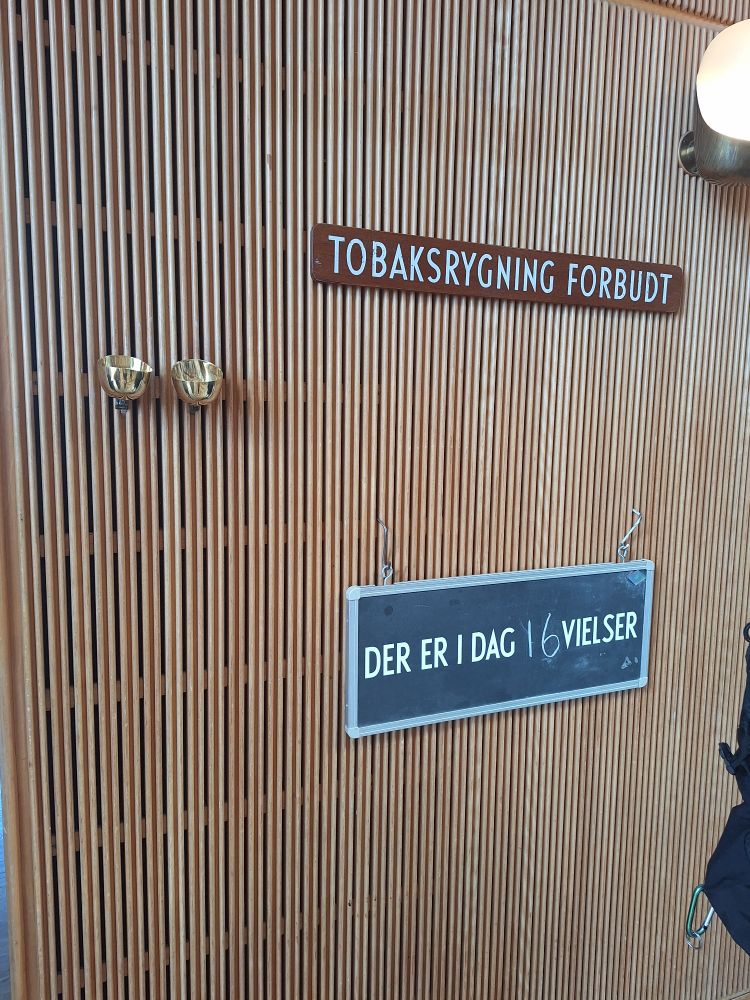 TOBAKSRYGNING FORBUDT
DER ER I DAG 16 VIELSER